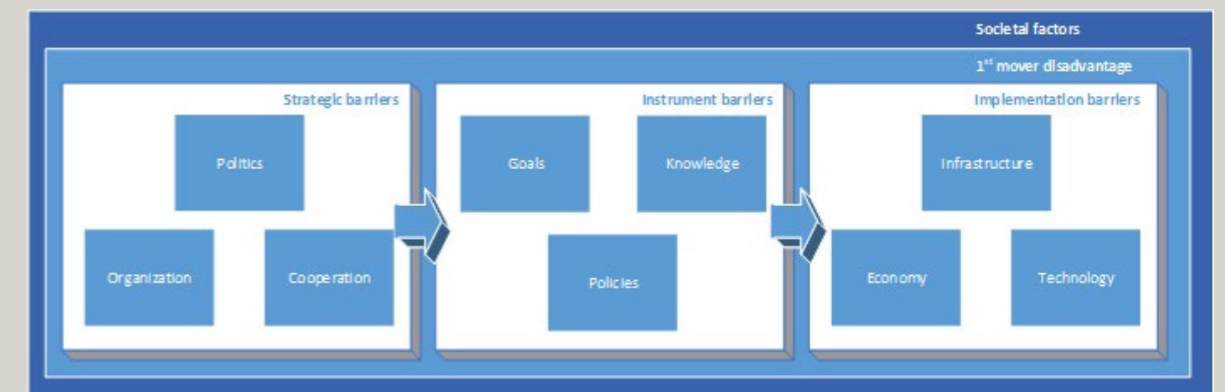 Societal factors
1st mover disadvantage
Strategic barriers
Politics
Organization
Cooperation
Instrument barriers
Goals
Knowledge
Policies
Implementation barriers
Infrastructure
Economy
Technology